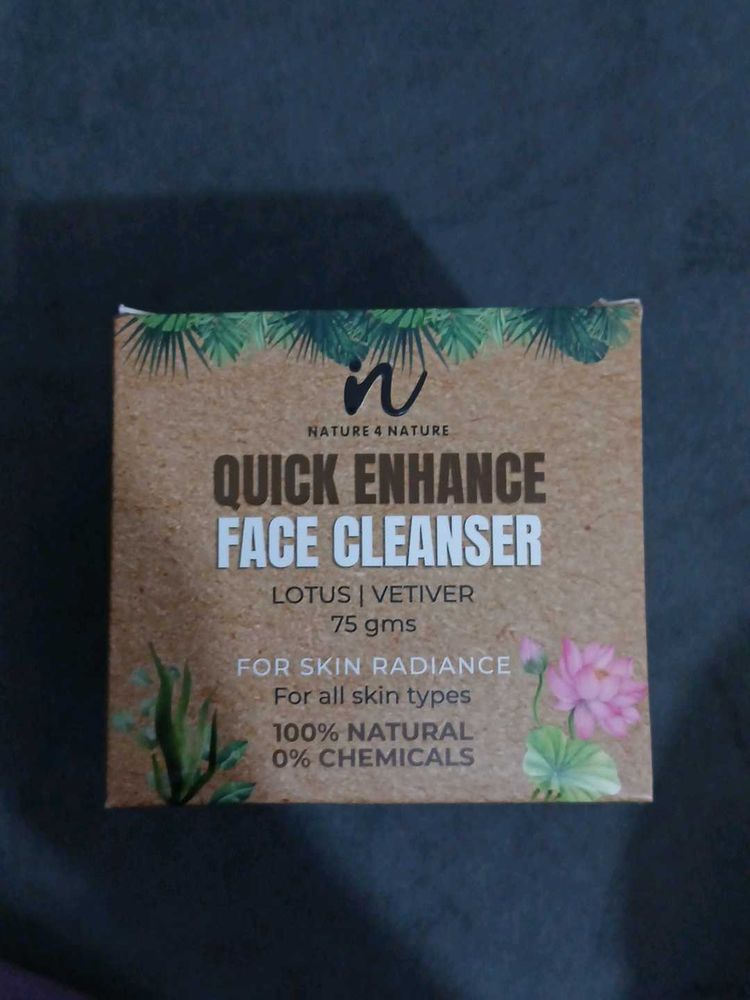 n
NATURE 4 NATURE
QUICK ENHANCE
FACE CLEANSER
LOTUS | VETIVER
75 gms
FOR SKIN RADIANCE
For all skin types
100% NATURAL
0% CHEMICALS